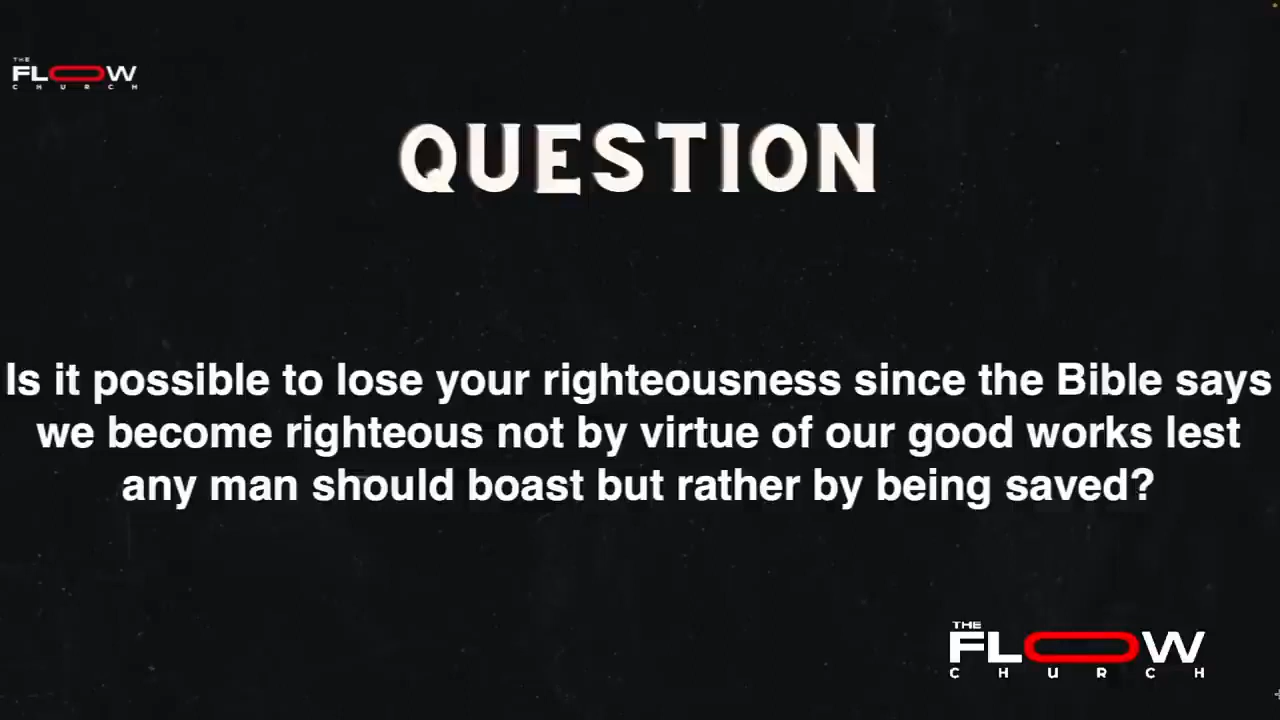 THE
FLOW
CHURCH
QUESTION
Is it possible to lose your righteousness since the Bible says
we become righteous not by virtue of our good works lest
any man should boast but rather by being saved?
THE
FLOW
CHURCH